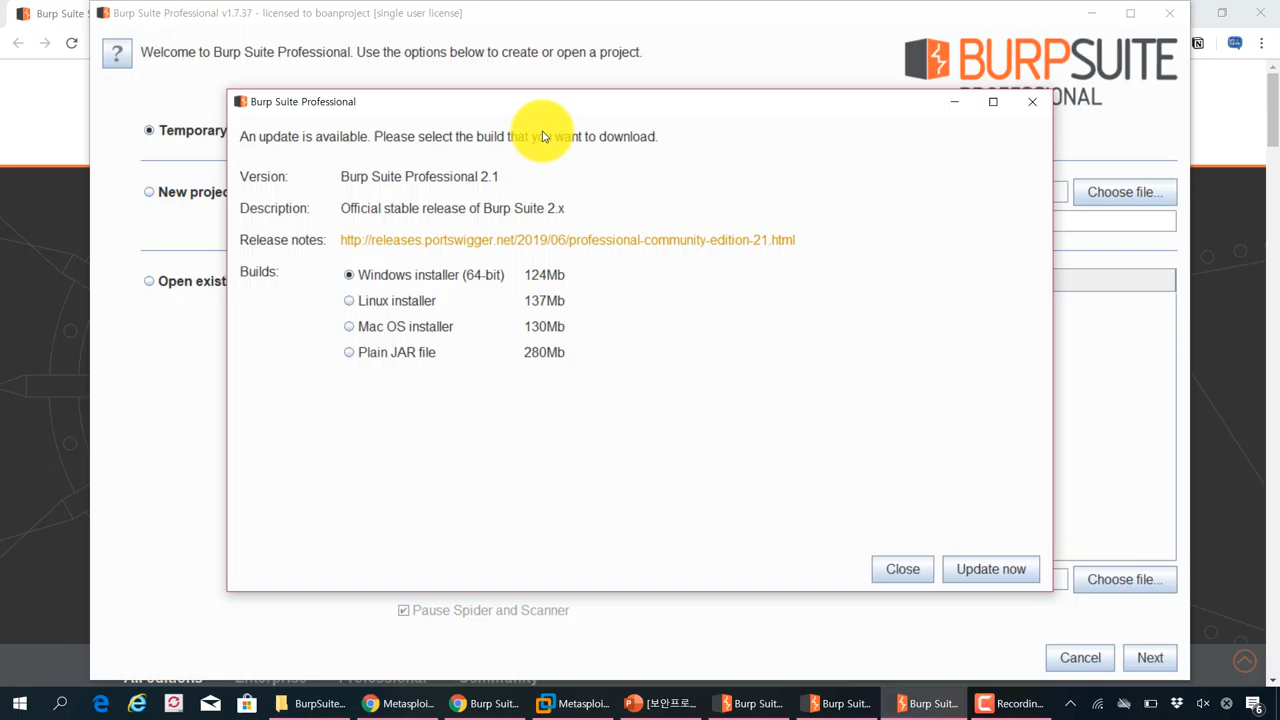 Burp Suite S
Burp Suite Professional v1.7.37 - licensed to boanproject [single user license]
?
Welcome to Burp Suite Professional. Use the options below to create or open a project.
BURPSUITE
Burp Suite Professional
Temporary
An update is available. Please select the build that you want to download.
New projec
Version: Burp Suite Professional 2.1
Choose file...
Description: Official stable release of Burp Suite 2.x
Release notes: http://releases.portswigger.net/2019/06/professional-community-edition-21.html
Open exist
Builds: Windows installer (64-bit) 124Mb
Linux installer 137Mb
Mac OS installer 130Mb
Plain JAR file 280Mb
Close
Update now
Choose file...
Pause Spider and Scanner
Cancel
Next
BurpSuite...
Metasploi...
Burp Suit...
Metasploi...
[보안프로...
Burp Suit...
Burp Suit...
Burp Suit...
Recordin...
6